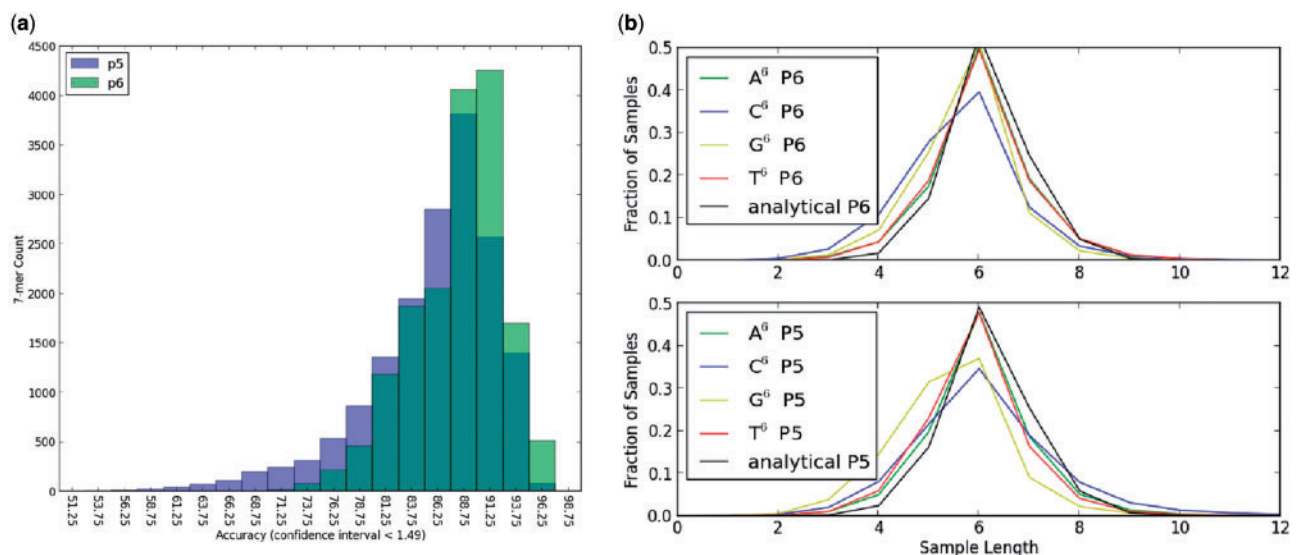 (a)
4500
4000
3500
3000
2500
2000
1500
1000
500
0
7-mer Count
p5
p6
51.25
53.75
56.25
58.75
61.25
63.75
66.25
68.75
71.25
73.75
76.25
78.75
81.25
83.75
86.25
88.75
91.25
93.75
96.25
98.75
Accuracy (confidence interval < 1.49)
(b)
0.5
0.4
0.3
0.2
0.1
0.0
Fraction of Samples
A⁶ P6
C⁶ P6
G⁶ P6
T⁶ P6
analytical P6
0 2 4 6 8 10 12
0.5
0.4
0.3
0.2
0.1
0.0
Fraction of Samples
A⁶ P5
C⁶ P5
G⁶ P5
T⁶ P5
analytical P5
0 2 4 6 8 10 12
Sample Length